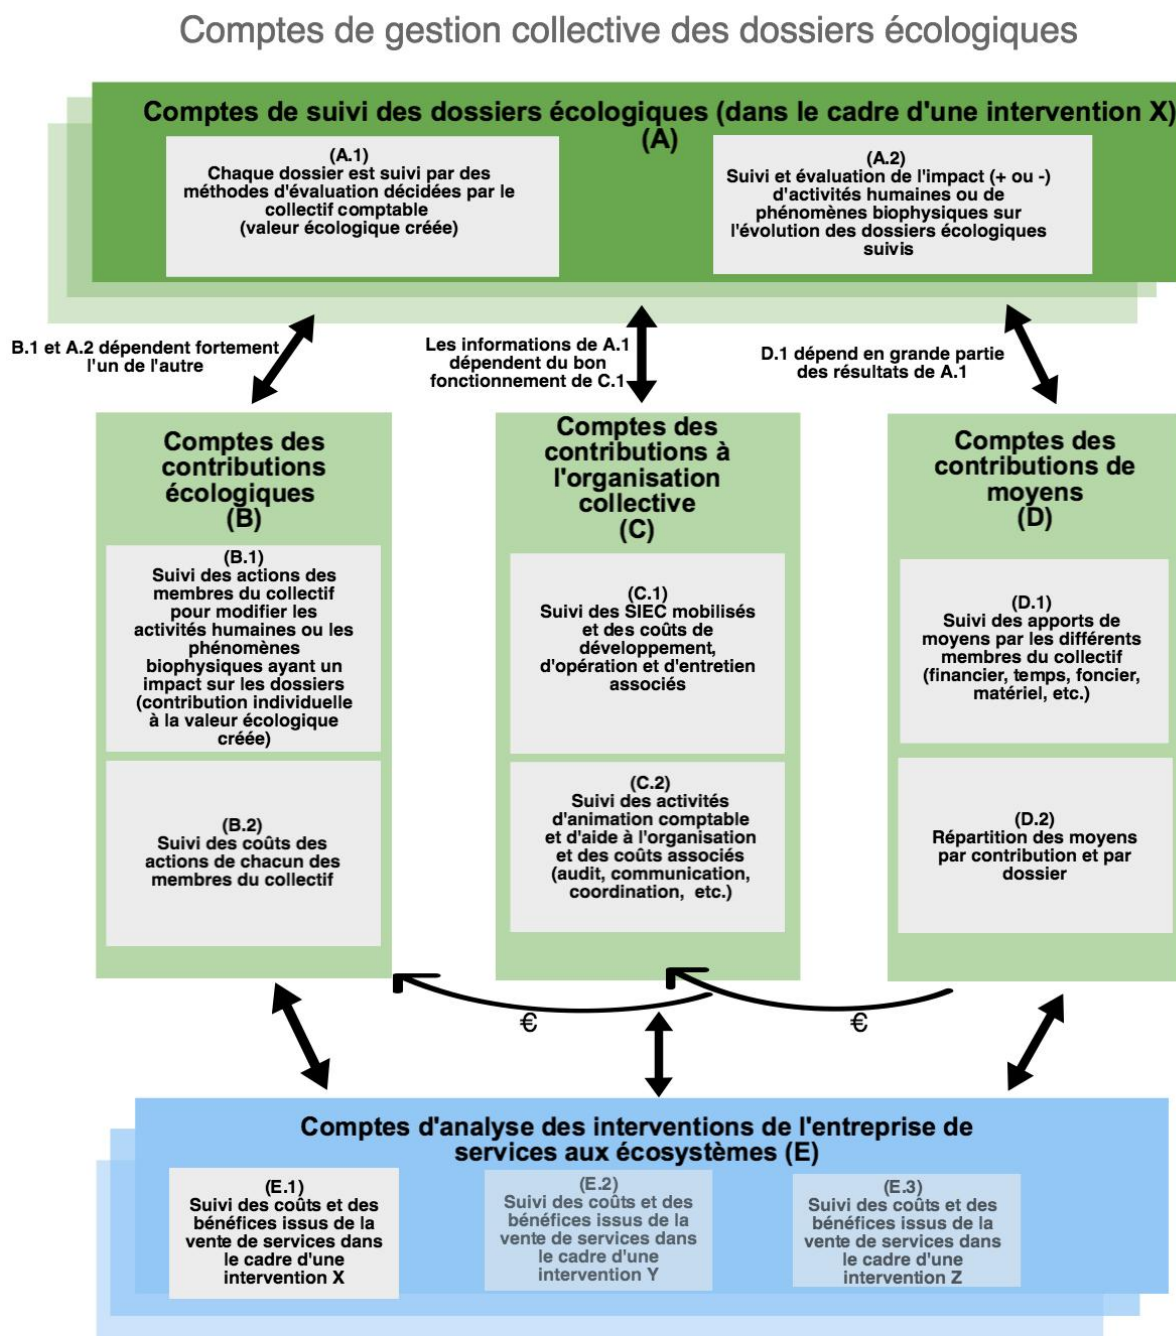 Comptes de gestion collective des dossiers écologiques
Comptes de suivi des dossiers écologiques (dans le cadre d'une intervention X)
(A)
(A.1)
Chaque dossier est suivi par des
méthodes d'évaluation décidées par le
collectif comptable
(valeur écologique créée)
(A.2)
Suivi et évaluation de l'impact (+ ou -)
d'activités humaines ou de
phénomènes biophysiques sur
l'évolution des dossiers écologiques
suivis
B.1 et A.2 dépendent fortement
l'un de l'autre
Les informations de A.1
dépendent du bon
fonctionnement de C.1
D.1 dépend en grande partie
des résultats de A.1
Comptes des
contributions
écologiques
(B)
(B.1)
Suivi des actions des
membres du collectif
pour modifier les
activités humaines ou les
phénomènes
biophysiques ayant un
impact sur les dossiers
(contribution individuelle
à la valeur écologique
créée)
(B.2)
Suivi des coûts des
actions de chacun des
membres du collectif
Comptes des
contributions à
l'organisation
collective
(C)
(C.1)
Suivi des SIEC mobilisés
et des coûts de
développement,
d'opération et d'entretien
associés
(C.2)
Suivi des activités
d'animation comptable
et d'aide à l'organisation
et des coûts associés
(audit, communication,
coordination, etc.)
Comptes des
contributions de
moyens
(D)
(D.1)
Suivi des apports de
moyens par les différents
membres du collectif
(financier, temps, foncier,
matériel, etc.)
(D.2)
Répartition des moyens
par contribution et par
dossier
€
€
Comptes d'analyse des interventions de l'entreprise de
services aux écosystèmes (E)
(E.1)
Suivi des coûts et des
bénéfices issus de la
vente de services dans
le cadre d'une
intervention X
(E.2)
Suivi des coûts et des
bénéfices issus de la
vente de services dans
le cadre d'une
intervention Y
(E.3)
Suivi des coûts et des
bénéfices issus de la
vente de services dans
le cadre d'une
intervention Z